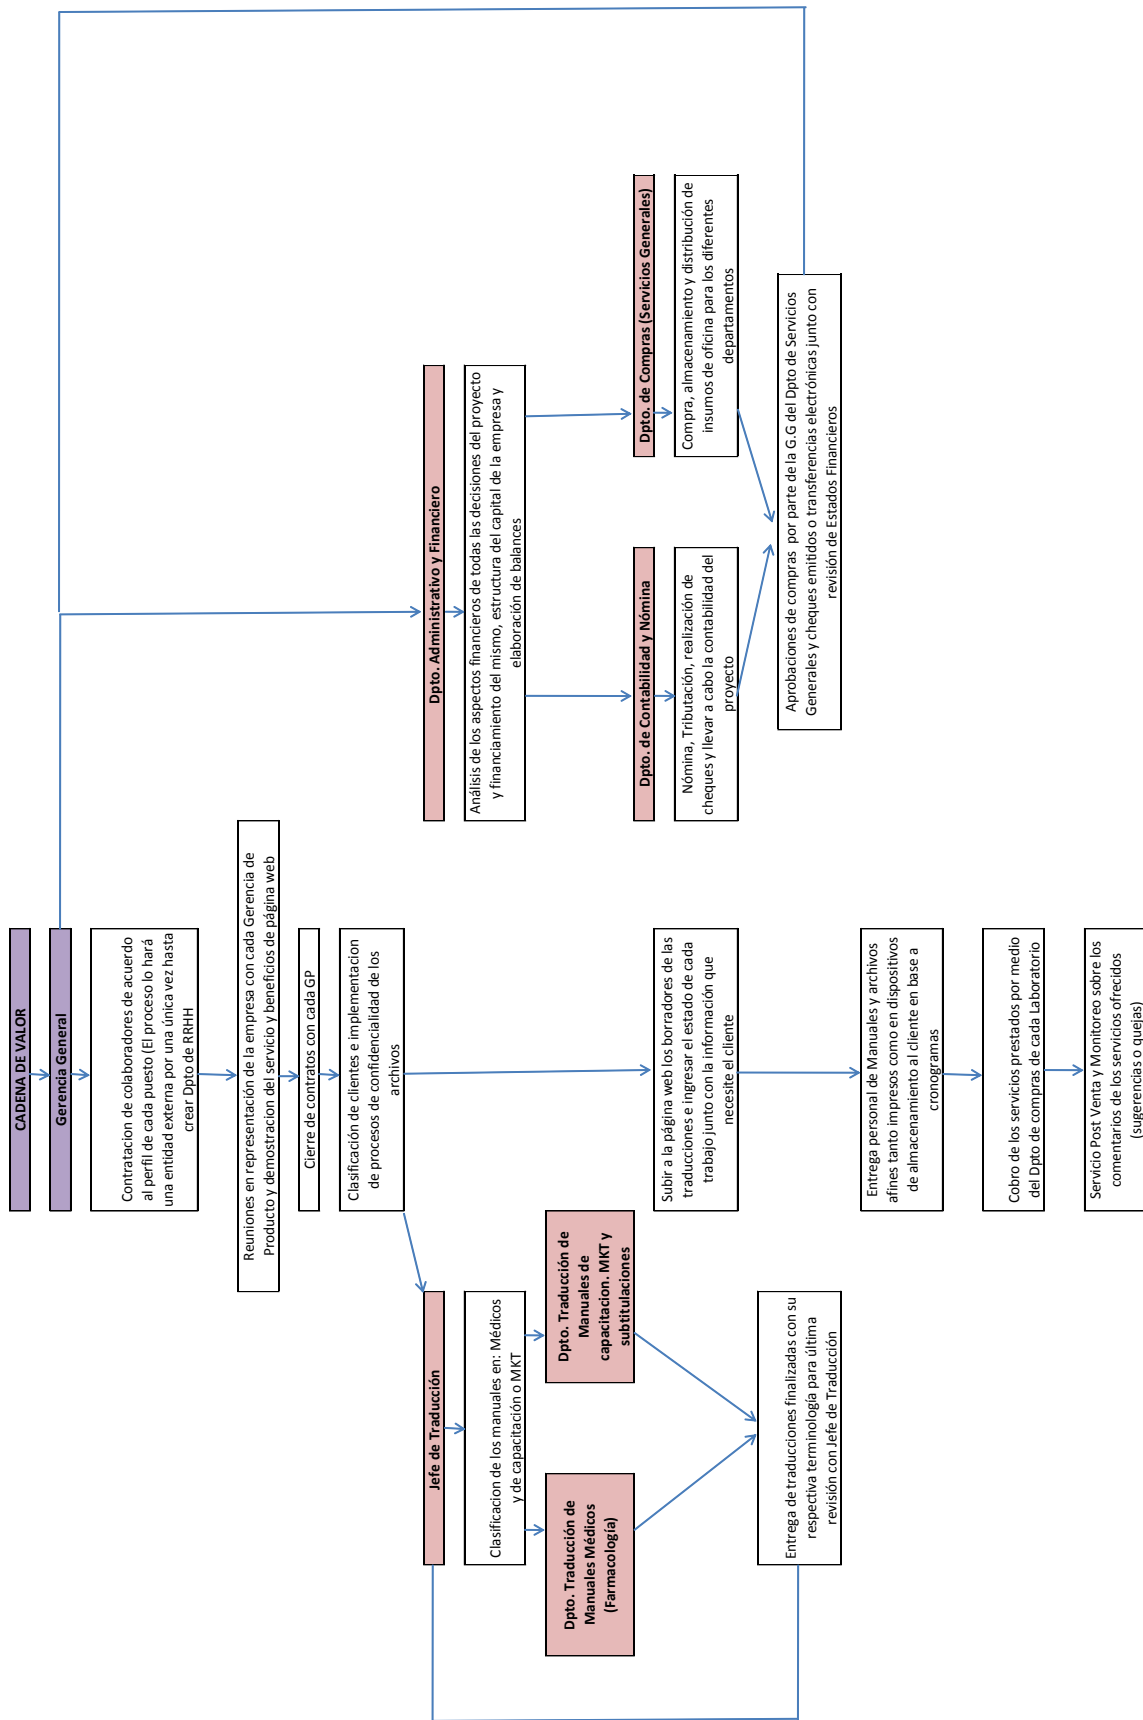 CADENA DE VALOR
Gerencia General
Contratacion de colaboradores de acuerdo
al perfil de cada puesto (El proceso lo hará
una entidad externa por una única vez hasta
crear Dpto de RRHH
Reuniones en representación de la empresa con cada Gerencia de
Producto y demostracion del servicio y beneficios de página web
Cierre de contratos con cada GP
Clasificación de clientes e implementacion
de procesos de confidencialidad de los
archivos
Jefe de Traducción
Clasificacion de los manuales en: Médicos
y de capacitación o MKT
Dpto. Traducción de
Manuales Médicos
(Farmacología)
Dpto. Traducción de
Manuales de
capacitacion. MKT y
subtitulaciones
Entrega de traducciones finalizadas con su
respectiva terminología para última
revisión con Jefe de Traducción
Subir a la página web los borradores de las
traducciones e ingresar el estado de cada
trabajo junto con la información que
necesite el cliente
Entrega personal de Manuales y archivos
afines tanto impresos como en dispositivos
de almacenamiento al cliente en base a
cronogramas
Cobro de los servicios prestados por medio
del Dpto de compras de cada Laboratorio
Servicio Post Venta y Monitoreo sobre los
comentarios de los servicios ofrecidos
(sugerencias o quejas)
Dpto. Administrativo y Financiero
Análisis de los aspectos financieros de todas las decisiones del proyecto
y financiamiento del mismo, estructura del capital de la empresa y
elaboración de balances
Dpto. de Contabilidad y Nómina
Nómina, Tributación, realización de
cheques y llevar a cabo la contabilidad del
proyecto
Dpto. de Compras (Servicios Generales)
Compra, almacenamiento y distribución de
insumos de oficina para los diferentes
departamentos
Aprobaciones de compras por parte de la G.G del Dpto de Servicios
Generales y cheques emitidos o transferencias electrónicas junto con
revisión de Estados Financieros